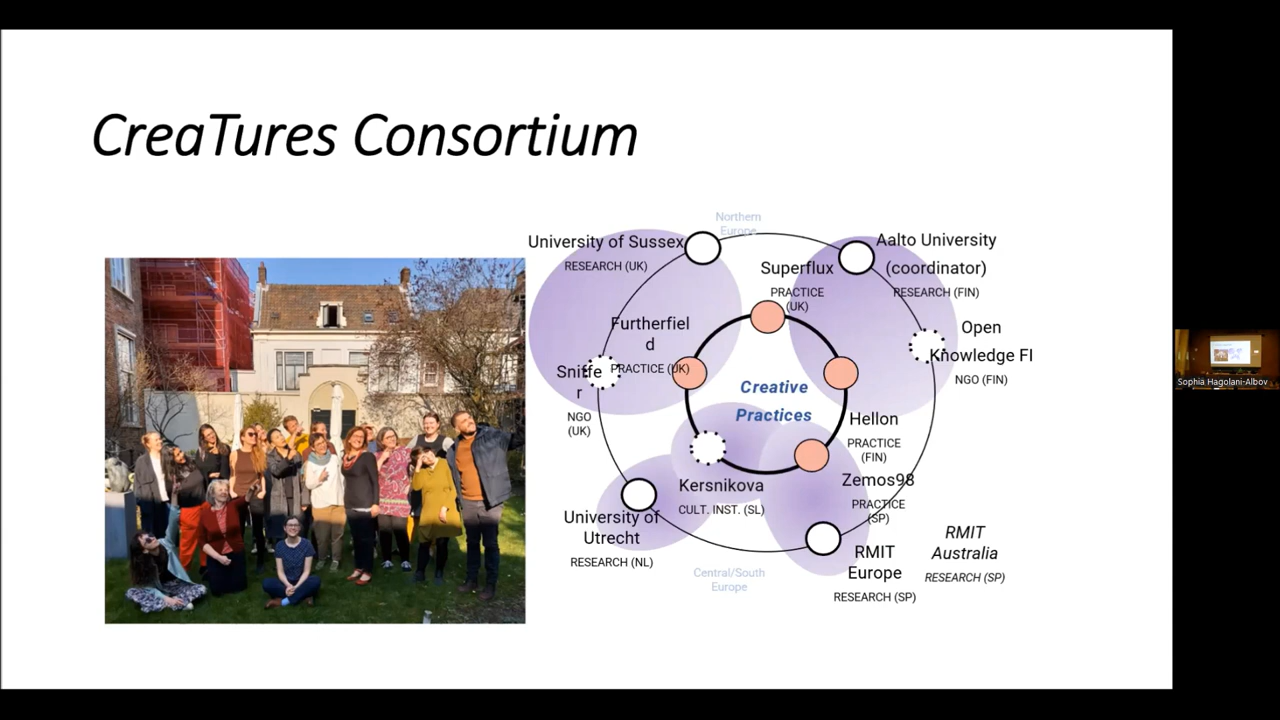 CreaTures Consortium
Northern
Europe
University of Sussex
RESEARCH (UK)
Aalto University
(coordinator)
RESEARCH (FIN)
Superflux
PRACTICE
(UK)
Furtherfiel
d
PRACTICE (UK)
Open
Knowledge FI
NGO (FIN)
Sniffe
r
NGO
(UK)
Creative
Practices
Hellon
PRACTICE
(FIN)
Kersnikova
CULT. INST. (SL)
Zemos98
PRACTICE
(SP)
University of
Utrecht
RESEARCH (NL)
RMIT
Europe
RESEARCH (SP)
RMIT
Australia
RESEARCH (SP)
Central/South
Europe
Sophia Hagolani-Albov